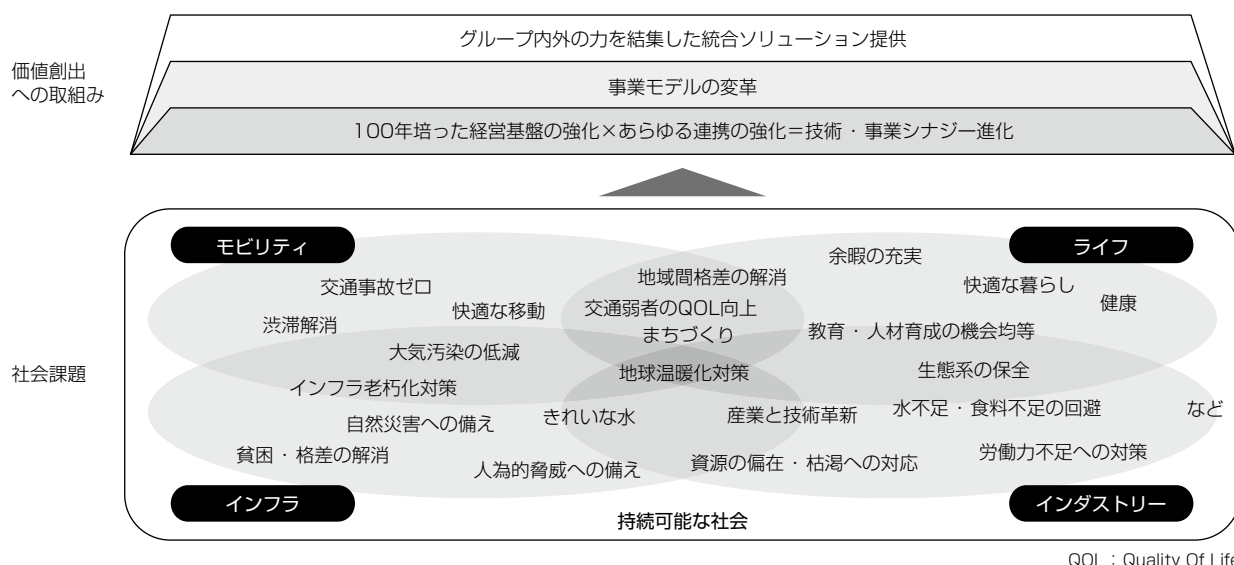 グループ内外の力を結集した統合ソリューション提供
価値創出
への取組み
事業モデルの変革
100年培った経営基盤の強化×あらゆる連携の強化＝技術・事業シナジー進化
モビリティ
ライフ
余暇の充実
地域間格差の解消
交通事故ゼロ
快適な暮らし
快適な移動
交通弱者のQOL向上
健康
渋滞解消
まちづくり
教育・人材育成の機会均等
大気汚染の低減
社会課題
地球温暖化対策
生態系の保全
インフラ老朽化対策
自然災害への備え
きれいな水
産業と技術革新
水不足・食料不足の回避
など
貧困・格差の解消
人為的脅威への備え
資源の偏在・枯渇への対応
労働力不足への対策
インフラ
インダストリー
持続可能な社会
QOL：Quality Of Life